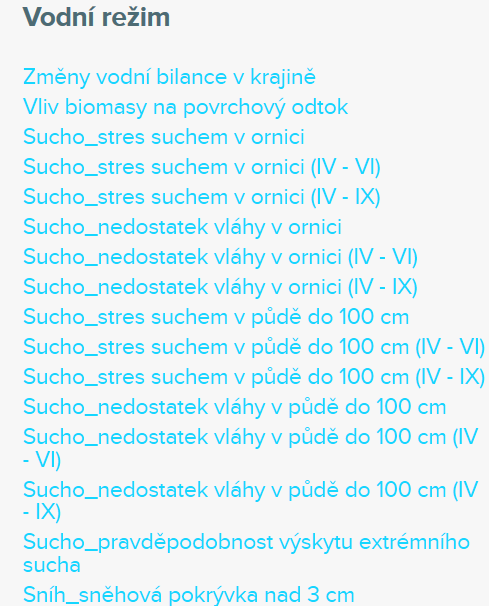 Vodní režim
Změny vodní bilance v krajině
Vliv biomasy na povrchový odtok
Sucho_stres suchem v ornici
Sucho_stres suchem v ornici (IV - VI)
Sucho_stres suchem v ornici (IV - IX)
Sucho_nedostatek vláhy v ornici
Sucho_nedostatek vláhy v ornici (IV - VI)
Sucho_nedostatek vláhy v ornici (IV - IX)
Sucho_stres suchem v půdě do 100 cm
Sucho_stres suchem v půdě do 100 cm (IV - VI)
Sucho_stres suchem v půdě do 100 cm (IV - IX)
Sucho_nedostatek vláhy v půdě do 100 cm
Sucho_nedostatek vláhy v půdě do 100 cm (IV
- VI)
Sucho_nedostatek vláhy v půdě do 100 cm (IV
- IX)
Sucho_pravděpodobnost výskytu extrémního
sucha
Sníh_sněhová pokrývka nad 3 cm